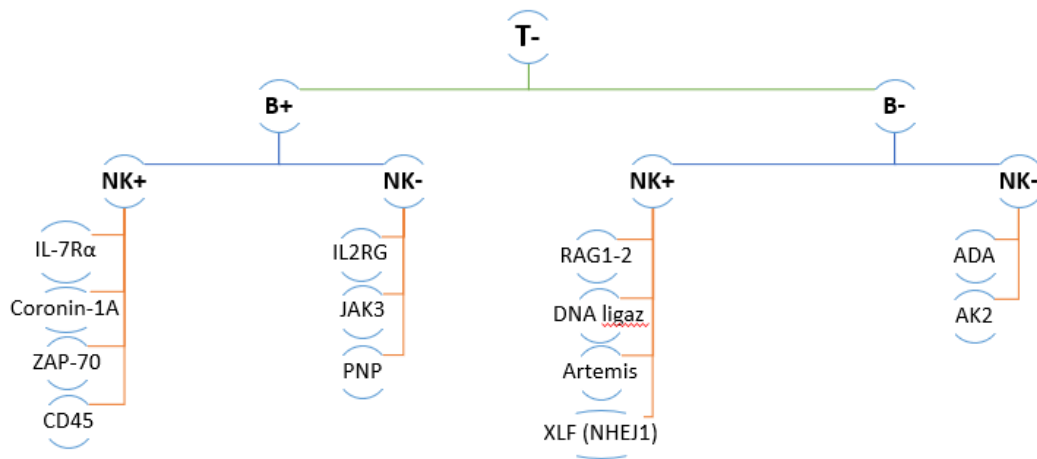 T-
B+
B-
NK+
NK-
NK+
NK-
IL-7Rα
Coronin-1A
ZAP-70
CD45
IL2RG
JAK3
PNP
RAG1-2
DNA ligaz
Artemis
XLF (NHEJ1)
ADA
AK2